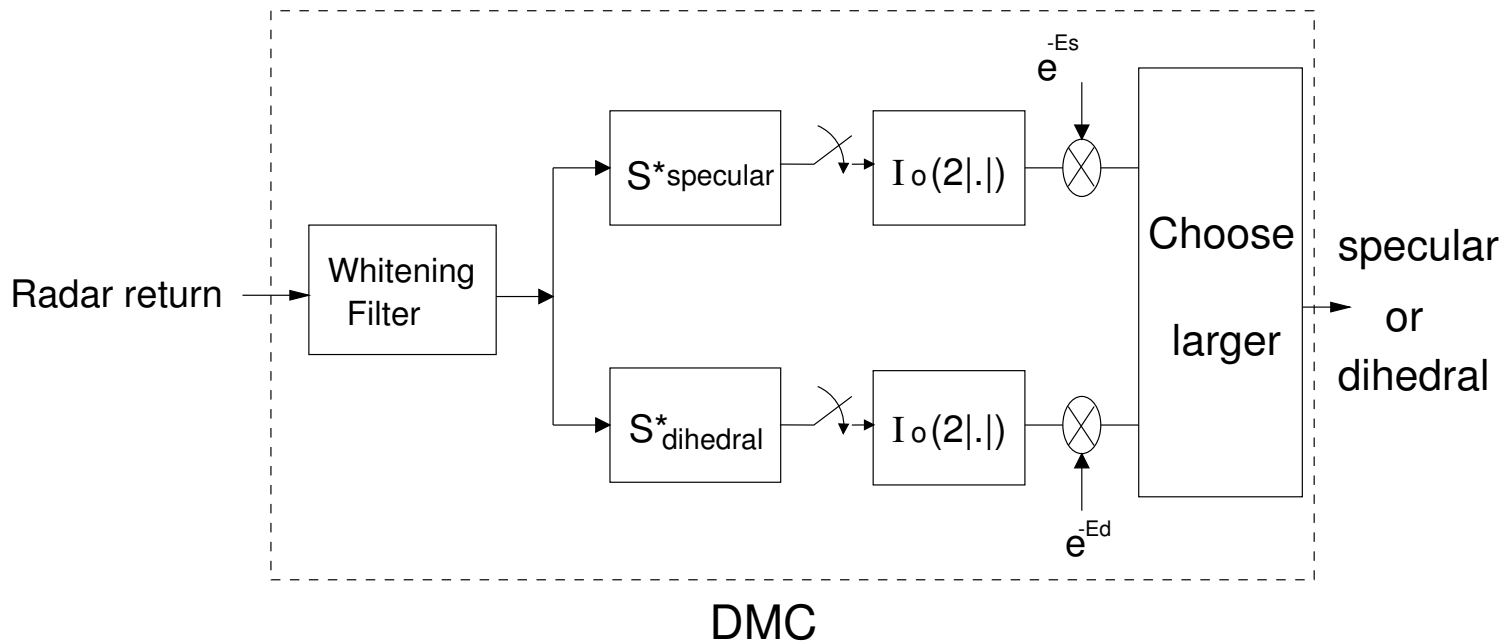 Radar return
Whitening
Filter
S*specular
S*dihedral
Io(2|.|)
Io(2|.|)
e-Es
e-Ed
Choose
larger
specular
or
dihedral
DMC